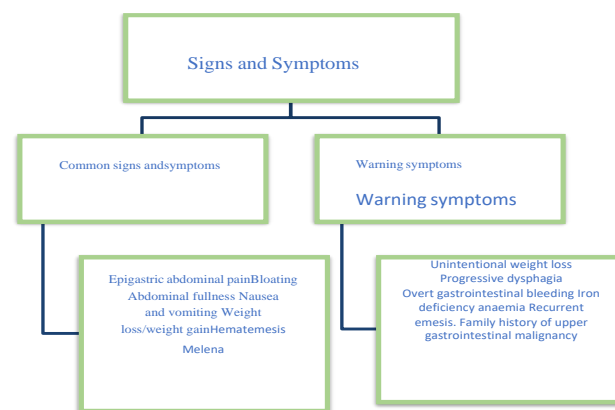 Signs and Symptoms
Common signs andsymptoms
Warning symptoms
Warning symptoms
Epigastric abdominal painBloating
Abdominal fullness Nausea
and vomiting Weight
loss/weight gainHematemesis
Melena
Unintentional weight loss
Progressive dysphagia
Overt gastrointestinal bleeding Iron
deficiency anaemia Recurrent
emesis. Family history of upper
gastrointestinal malignancy